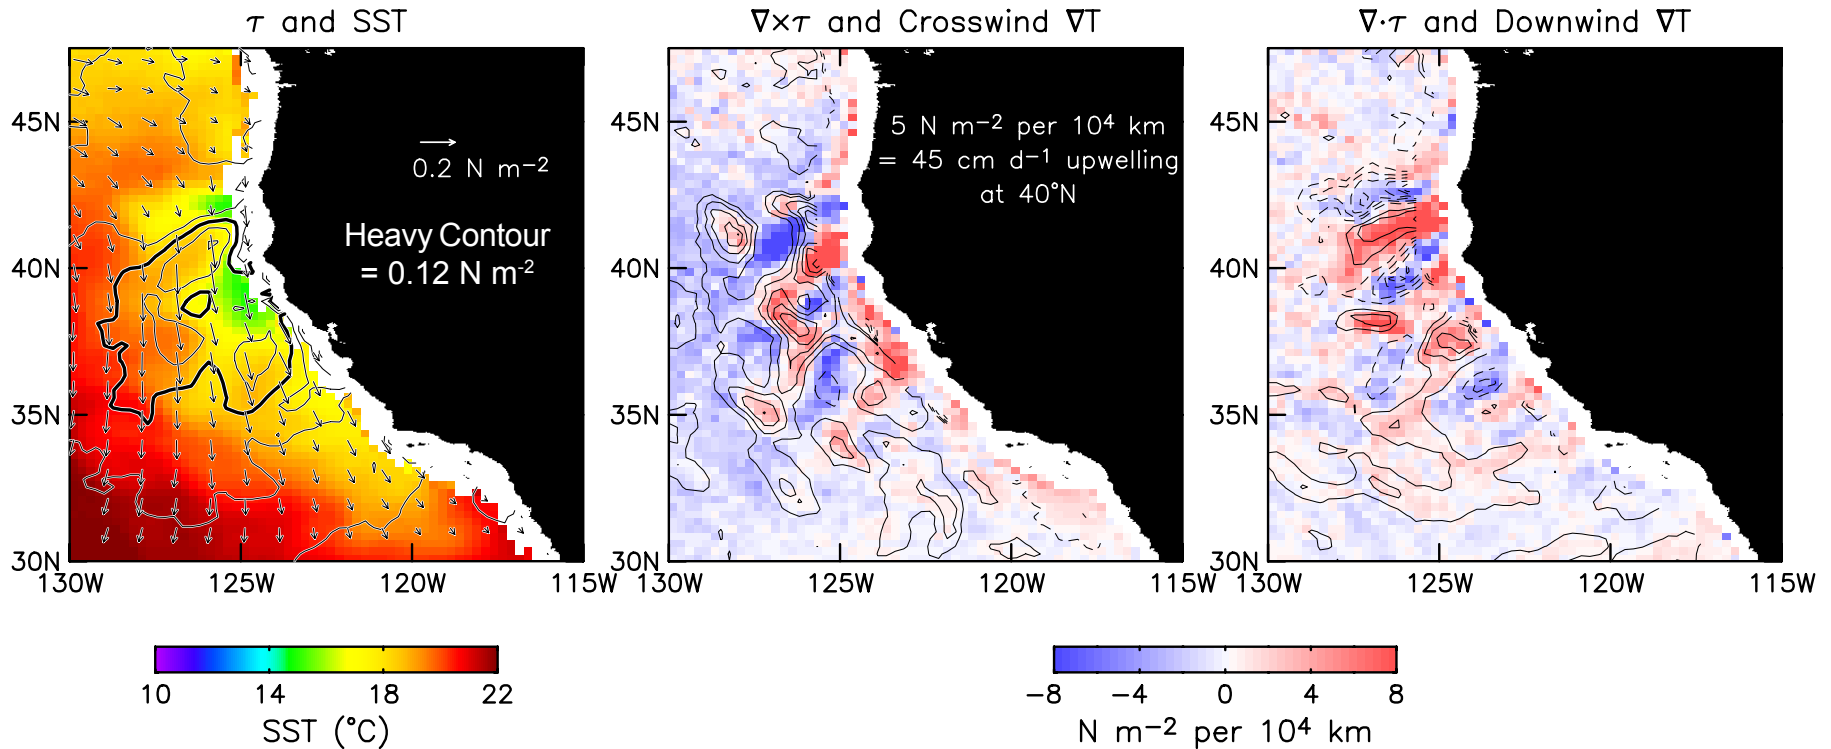 τ and SST
∇×τ and Crosswind ∇T
∇·τ and Downwind ∇T
45N
40N
35N
30N
130W 125W 120W 115W
0.2 N m⁻²
Heavy Contour
= 0.12 N m⁻²
45N
40N
35N
30N
130W 125W 120W 115W
5 N m⁻² per 10⁴ km
= 45 cm d⁻¹ upwelling
at 40°N
45N
40N
35N
30N
130W 125W 120W 115W
10 14 18 22
SST (°C)
−8 −4 0 4 8
N m⁻² per 10⁴ km